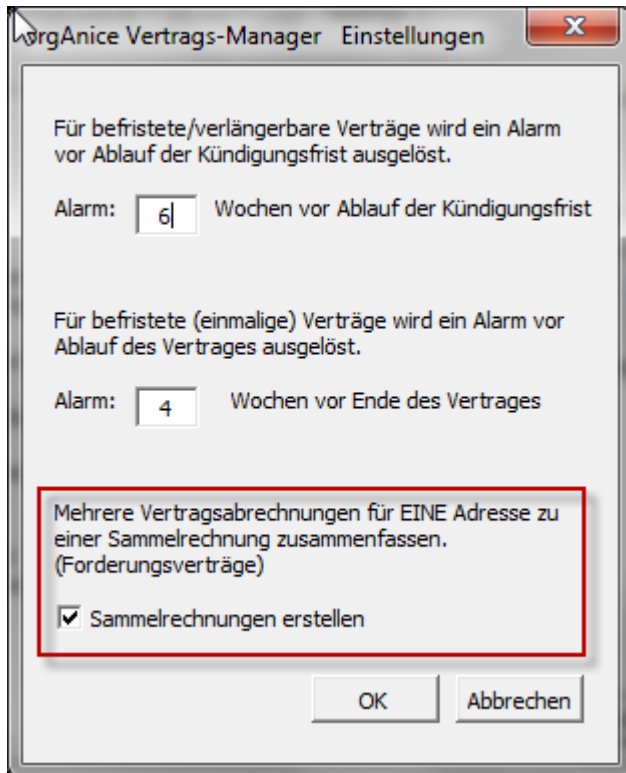 orgAnice Vertrags-Manager Einstellungen
Für befristete/verlängerbare Verträge wird ein Alarm
vor Ablauf der Kündigungsfrist ausgelöst.
Alarm: 6 Wochen vor Ablauf der Kündigungsfrist
Für befristete (einmalige) Verträge wird ein Alarm vor
Ablauf des Vertrages ausgelöst.
Alarm: 4 Wochen vor Ende des Vertrages
Mehrere Vertragsabrechnungen für EINE Adresse zu
einer Sammelrechnung zusammenfassen.
(Forderungsverträge)
Sammelrechnungen erstellen
OK Abbrechen